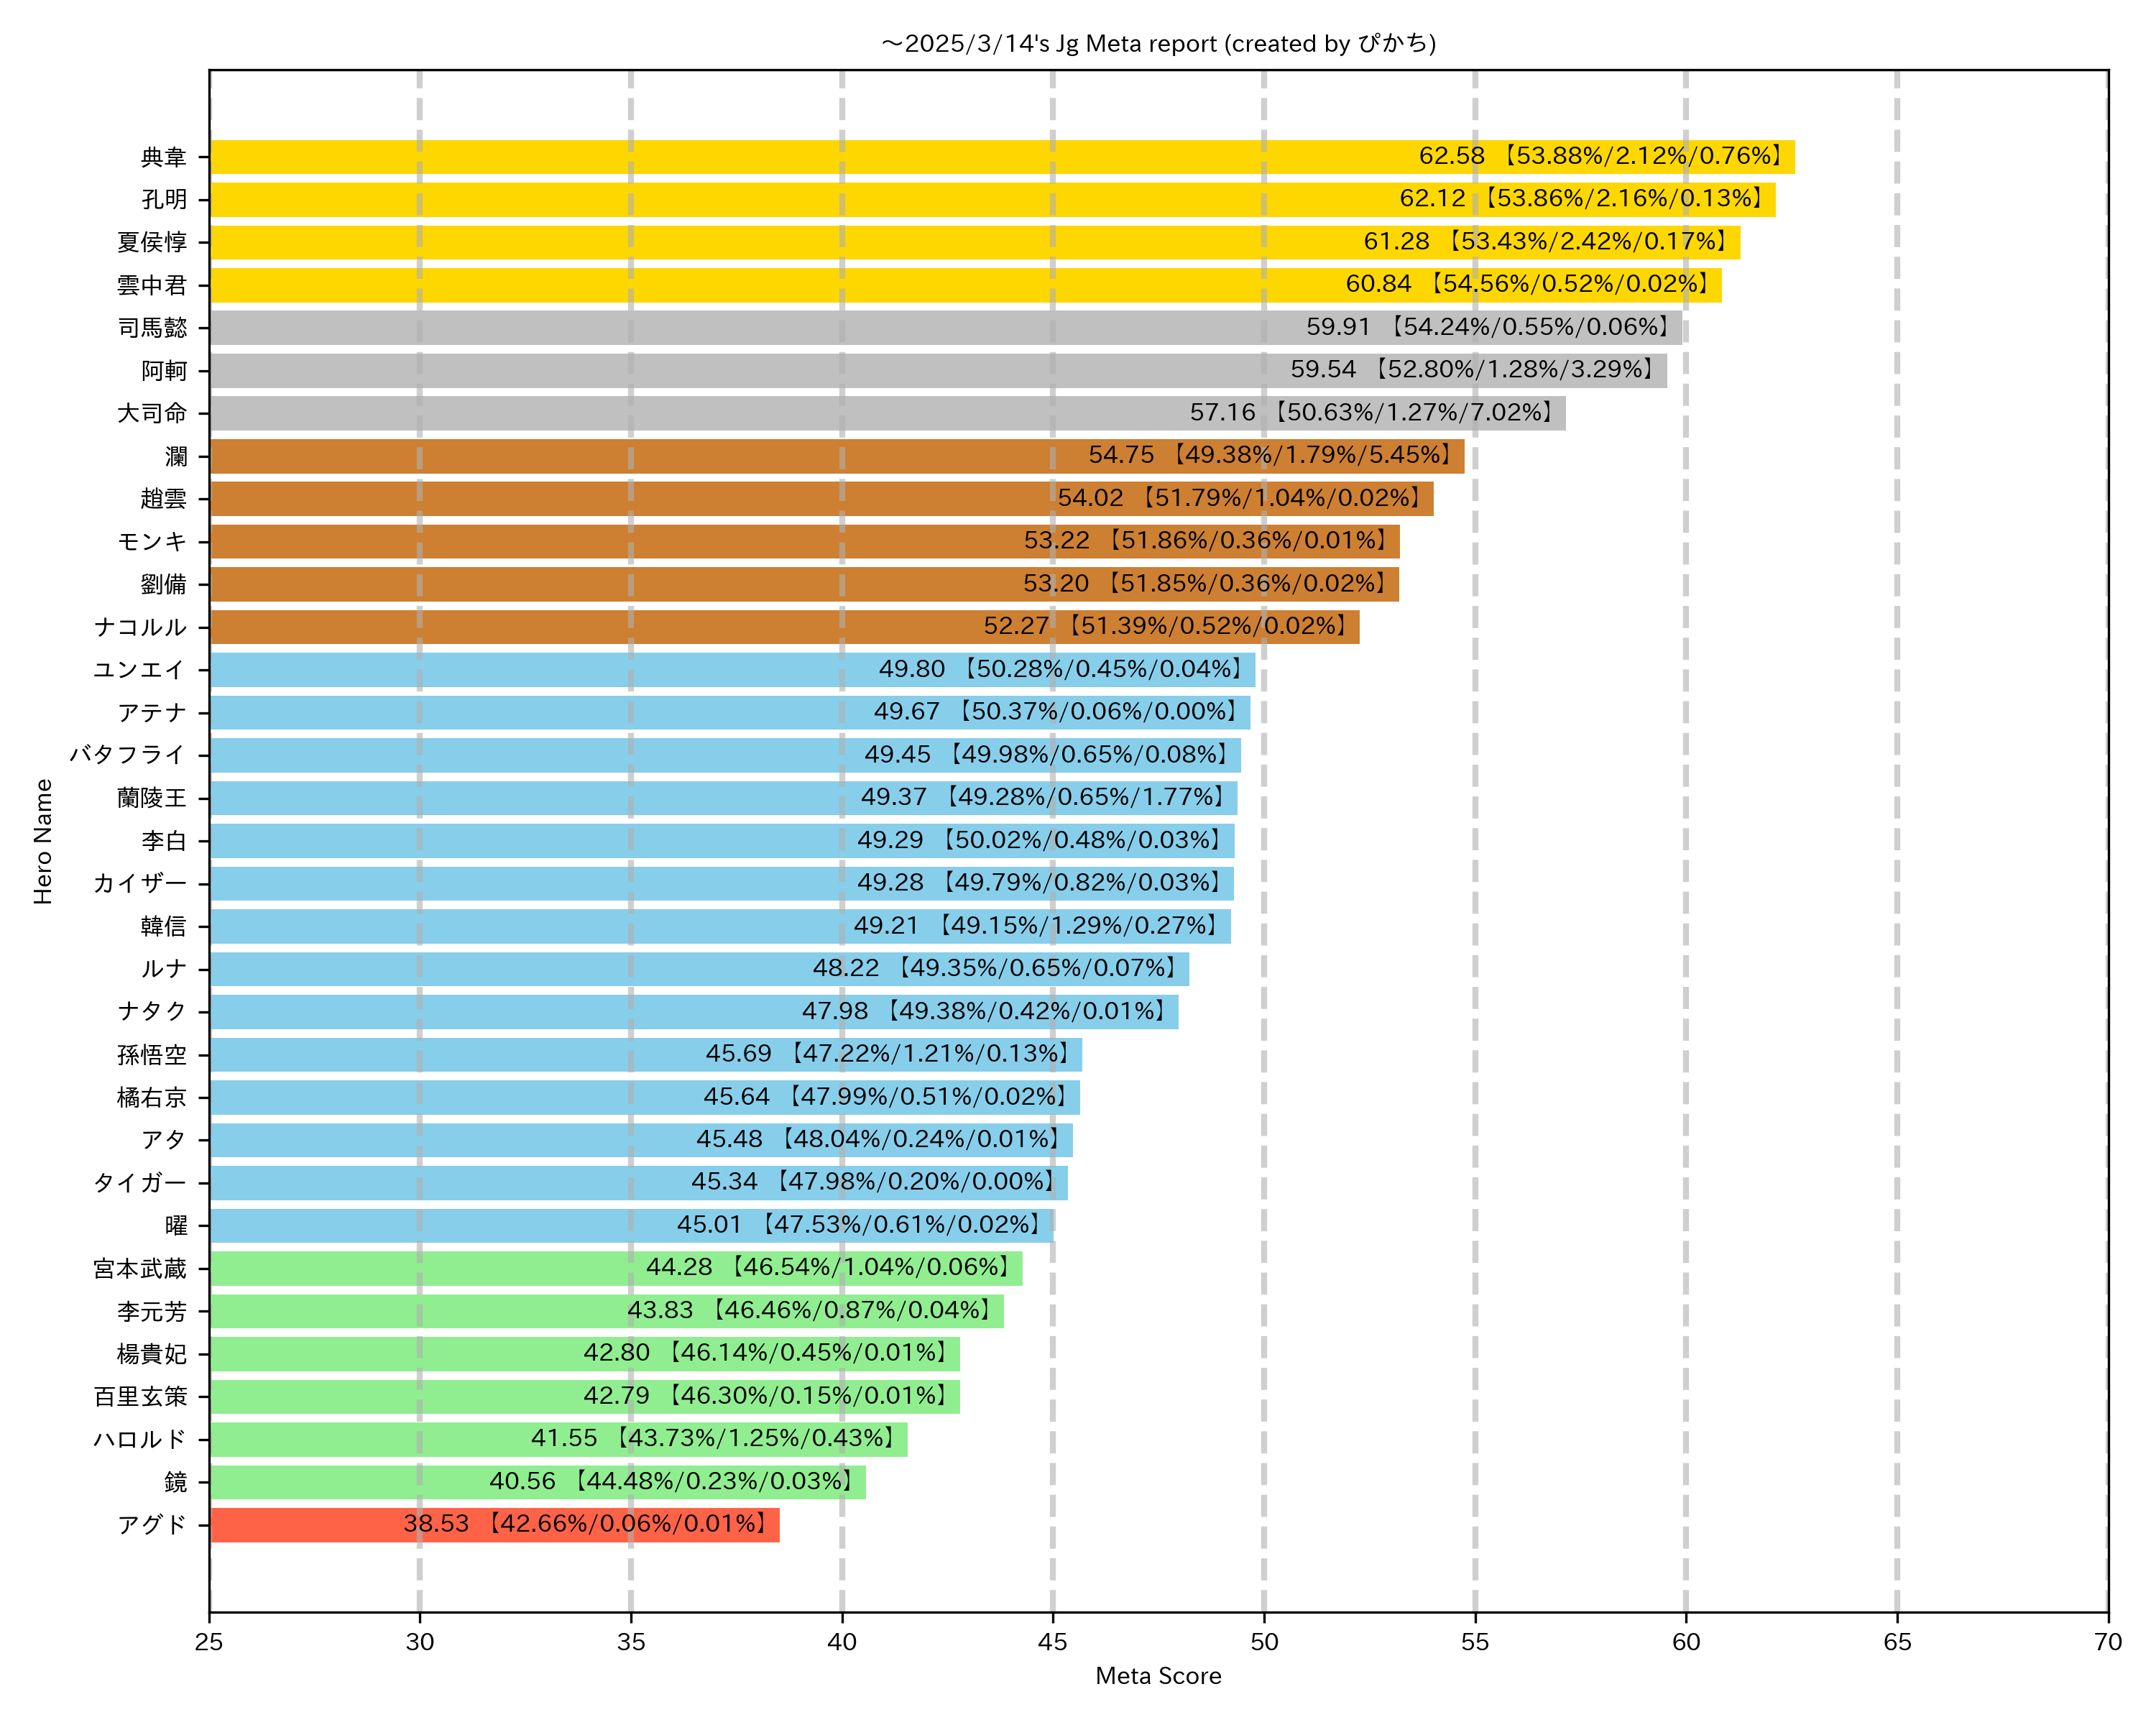 ～2025/3/14's Jg Meta report (created by ぴかち)
典韋 62.58 【53.88%/2.12%/0.76%】
孔明 62.12 【53.86%/2.16%/0.13%】
夏侯惇 61.28 【53.43%/2.42%/0.17%】
雲中君 60.84 【54.56%/0.52%/0.02%】
司馬懿 59.91 【54.24%/0.55%/0.06%】
阿軻 59.54 【52.80%/1.28%/3.29%】
大司命 57.16 【50.63%/1.27%/7.02%】
瀾 54.75 【49.38%/1.79%/5.45%】
趙雲 54.02 【51.79%/1.04%/0.02%】
モンキ 53.22 【51.86%/0.36%/0.01%】
劉備 53.20 【51.85%/0.36%/0.02%】
ナコルル 52.27 【51.39%/0.52%/0.02%】
ユンエイ 49.80 【50.28%/0.45%/0.04%】
アテナ 49.67 【50.37%/0.06%/0.00%】
バタフライ 49.45 【49.98%/0.65%/0.08%】
蘭陵王 49.37 【49.28%/0.65%/1.77%】
李白 49.29 【50.02%/0.48%/0.03%】
カイザー 49.28 【49.79%/0.82%/0.03%】
韓信 49.21 【49.15%/1.29%/0.27%】
ルナ 48.22 【49.35%/0.65%/0.07%】
ナタク 47.98 【49.38%/0.42%/0.01%】
孫悟空 45.69 【47.22%/1.21%/0.13%】
橘右京 45.64 【47.99%/0.51%/0.02%】
アタ 45.48 【48.04%/0.24%/0.01%】
タイガー 45.34 【47.98%/0.20%/0.00%】
曜 45.01 【47.53%/0.61%/0.02%】
宮本武蔵 44.28 【46.54%/1.04%/0.06%】
李元芳 43.83 【46.46%/0.87%/0.04%】
楊貴妃 42.80 【46.14%/0.45%/0.01%】
百里玄策 42.79 【46.30%/0.15%/0.01%】
ハロルド 41.55 【43.73%/1.25%/0.43%】
鏡 40.56 【44.48%/0.23%/0.03%】
アグド 38.53 【42.66%/0.06%/0.01%】
Hero Name
25 30 35 40 45 50 55 60 65 70
Meta Score